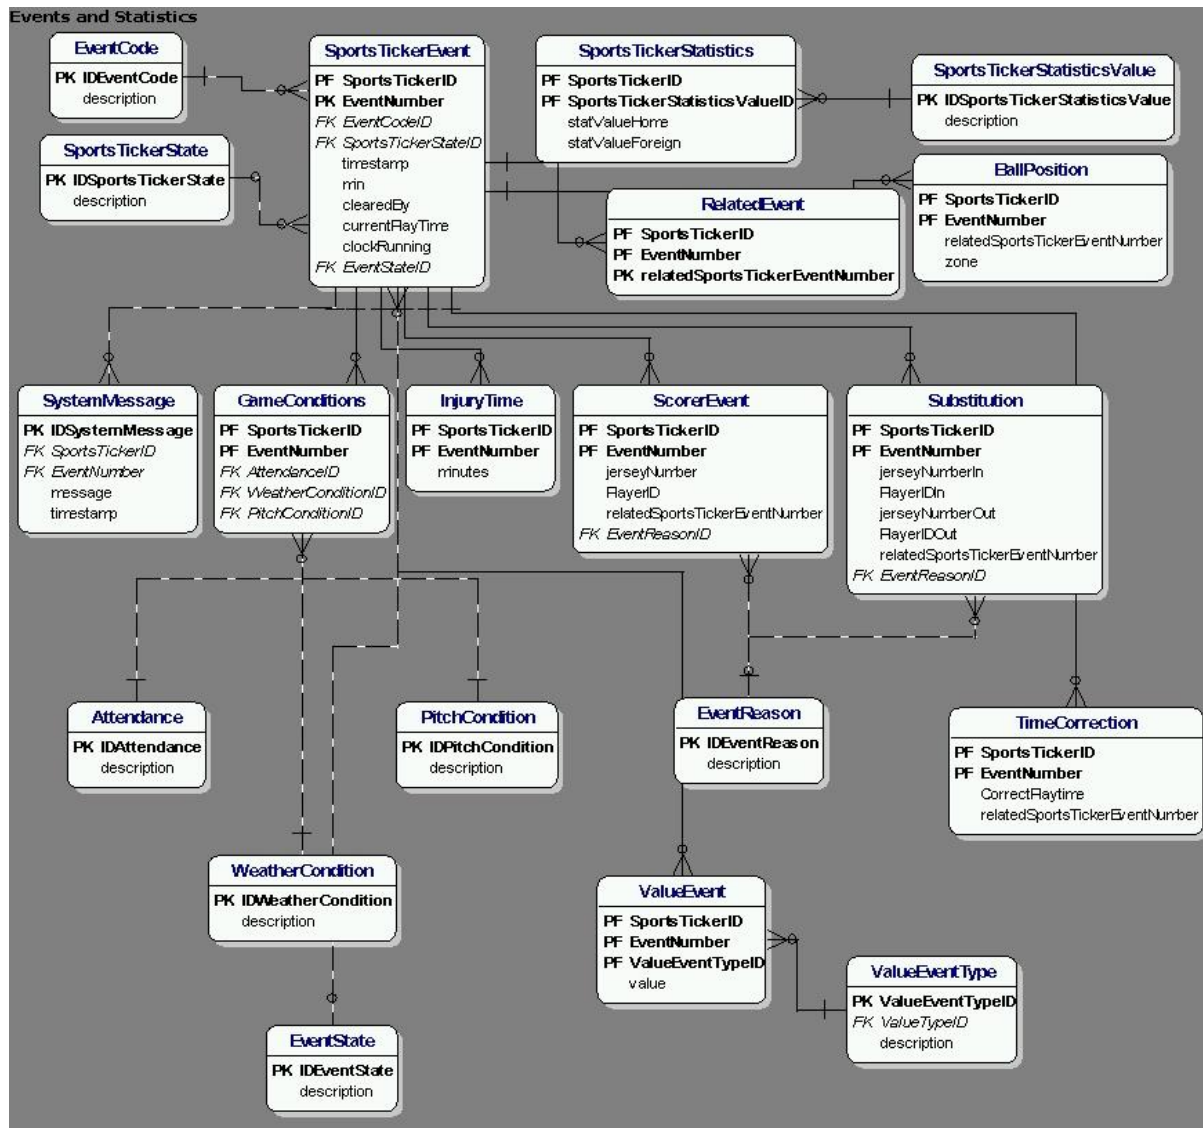 Events and Statistics
EventCode
PK IDEventCode
description
SportsTickerState
PK IDSportsTickerState
description
SportsTickerEvent
PF SportsTickerID
PK EventNumber
FK EventCodeID
FK SportsTickerStateID
timestamp
min
clearedBy
currentPlayTime
clockRunning
FK EventStateID
SportsTickerStatistics
PF SportsTickerID
PF SportsTickerStatisticsValueID
statValueHome
statValueForeign
SportsTickerStatisticsValue
PK IDSportsTickerStatisticsValue
description
RelatedEvent
PF SportsTickerID
PF EventNumber
PK relatedSportsTickerEventNumber
BallPosition
PF SportsTickerID
PF EventNumber
relatedSportsTickerEventNumber
zone
SystemMessage
PK IDSystemMessage
FK SportsTickerID
FK EventNumber
message
timestamp
GameConditions
PF SportsTickerID
PF EventNumber
FK AttendanceID
FK WeatherConditionID
FK PitchConditionID
InjuryTime
PF SportsTickerID
PF EventNumber
minutes
ScorerEvent
PF SportsTickerID
PF EventNumber
jerseyNumber
PlayerID
relatedSportsTickerEventNumber
FK EventReasonID
Substitution
PF SportsTickerID
PF EventNumber
jerseyNumberIn
PlayerIDIn
jerseyNumberOut
PlayerIDOut
relatedSportsTickerEventNumber
FK EventReasonID
Attendance
PK IDAttendance
description
PitchCondition
PK IDPitchCondition
description
EventReason
PK IDEventReason
description
TimeCorrection
PF SportsTickerID
PF EventNumber
CorrectPlaytime
relatedSportsTickerEventNumber
WeatherCondition
PK IDWeatherCondition
description
ValueEvent
PF SportsTickerID
PF EventNumber
PF ValueEventTypeID
value
ValueEventType
PK ValueEventTypeID
FK ValueTypeID
description
EventState
PK IDEventState
description